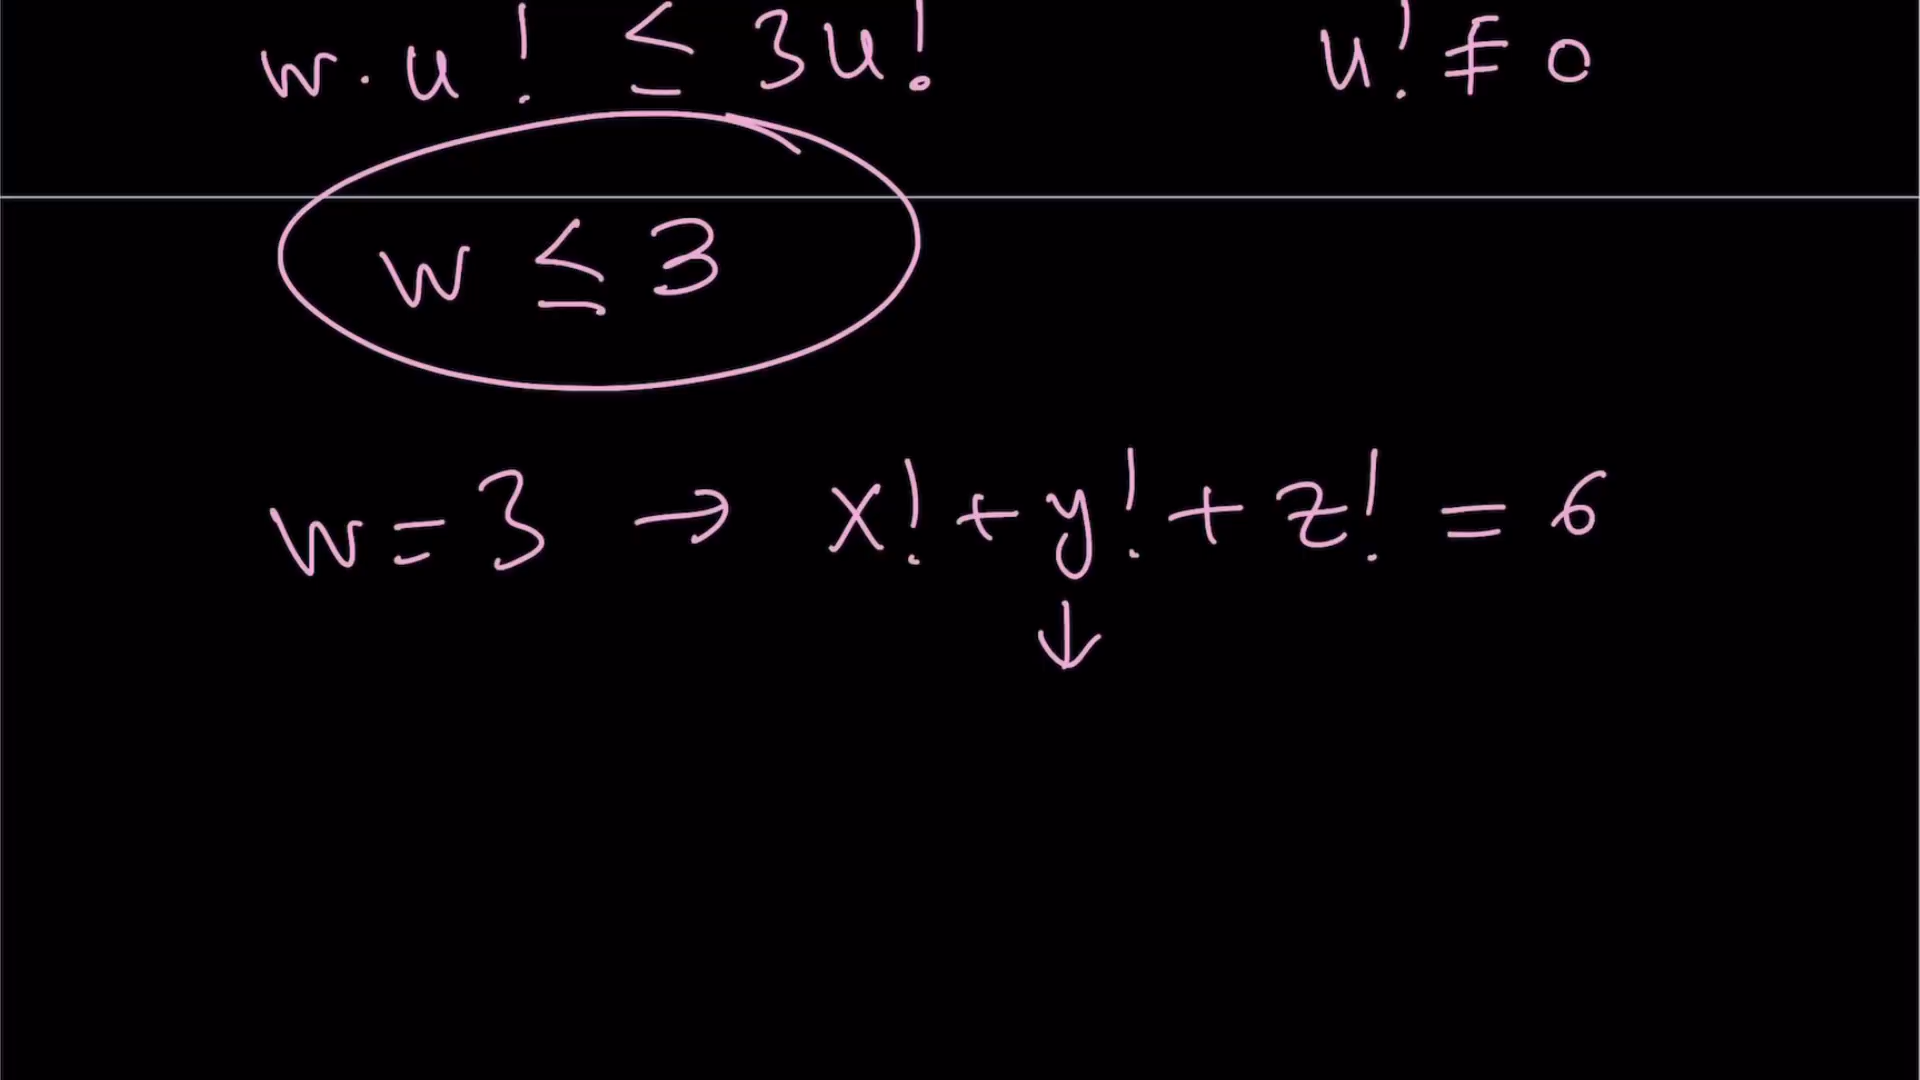 w · u! ≤ 3u! u! ≠ 0
w ≤ 3
w = 3 → x! + y! + z! = 6
↓